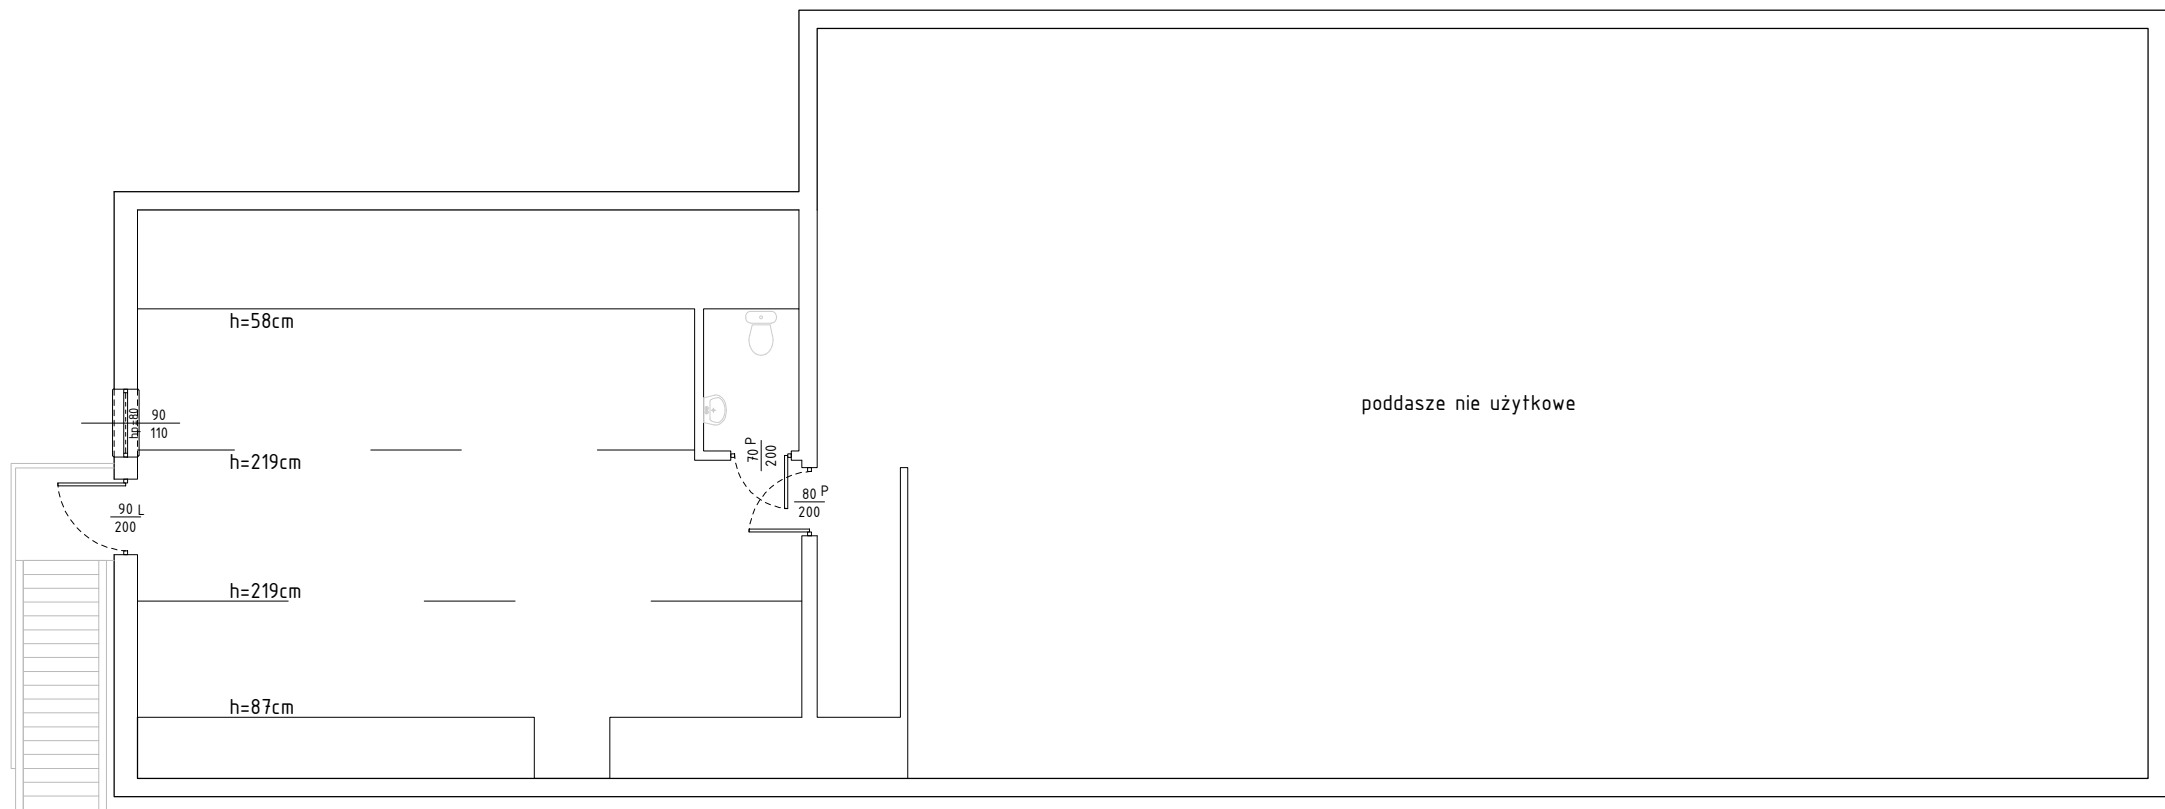 h=58cm
poddasze nie użytkowe
90
110
hp=80
h=219cm
70 P
200
80 P
200
90 L
200
h=219cm
h=87cm